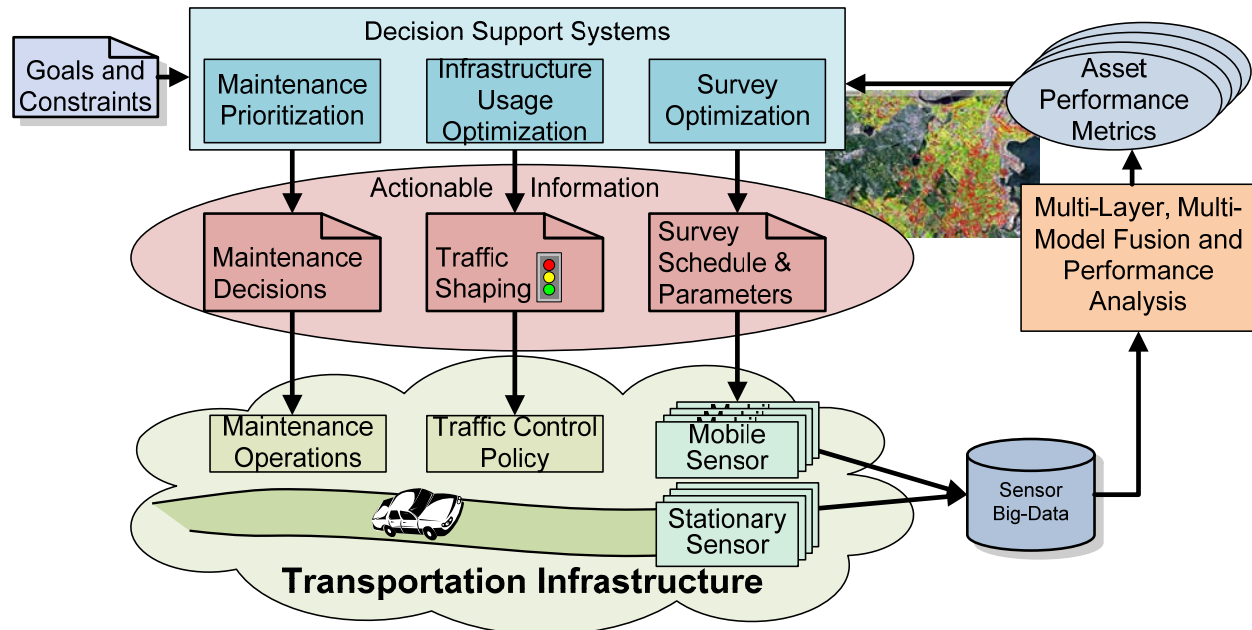 Decision Support Systems
Goals and
Constraints
Maintenance
Prioritization
Infrastructure
Usage
Optimization
Survey
Optimization
Asset
Performance
Metrics
Actionable Information
Maintenance
Decisions
Traffic
Shaping
Survey
Schedule &
Parameters
Multi-Layer, Multi-
Model Fusion and
Performance
Analysis
Maintenance
Operations
Traffic Control
Policy
Mobile
Sensor
Stationary
Sensor
Sensor
Big-Data
Transportation Infrastructure